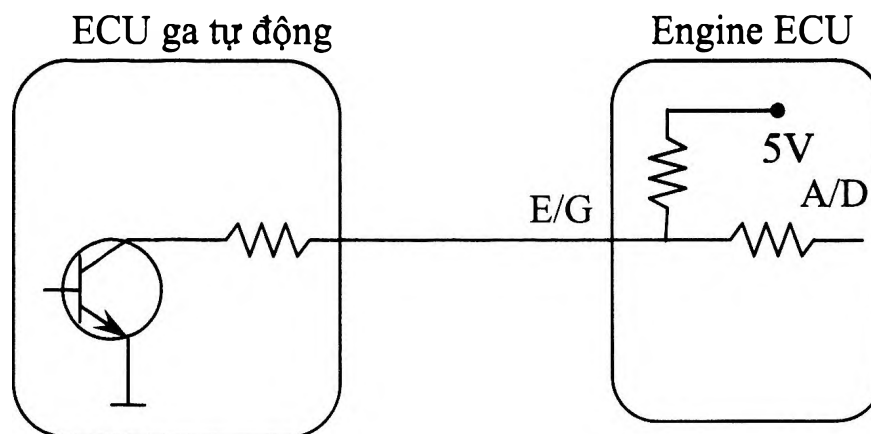 ECU ga tự động
Engine ECU
5V
A/D
E/G